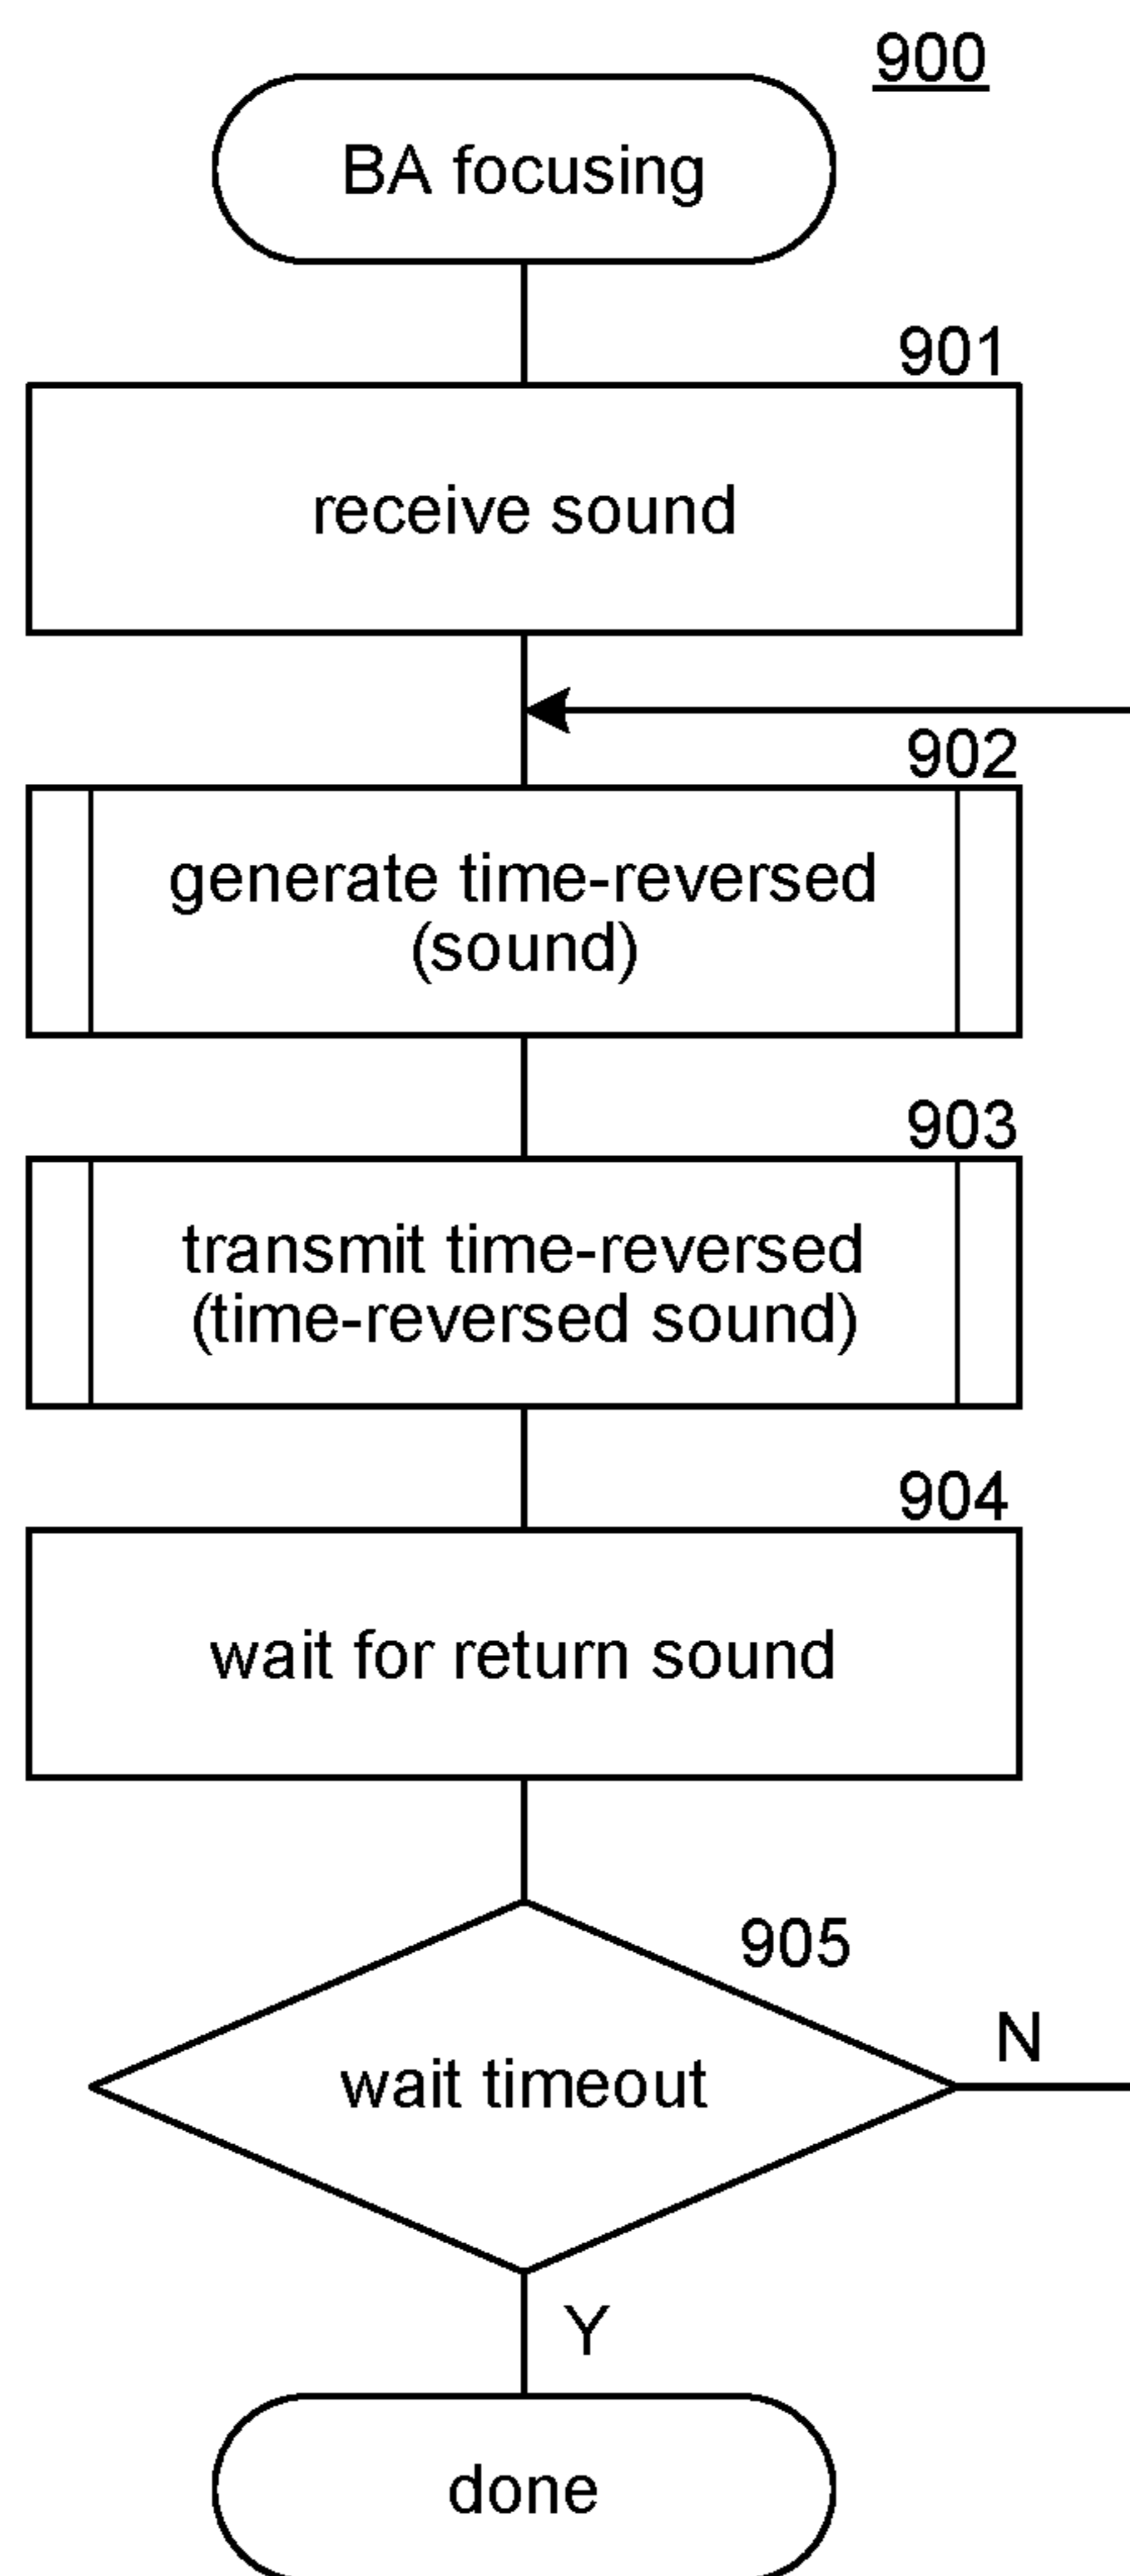 900
BA focusing
901
receive sound
902
generate time-reversed
(sound)
903
transmit time-reversed
(time-reversed sound)
904
wait for return sound
905
wait timeout
N
Y
done